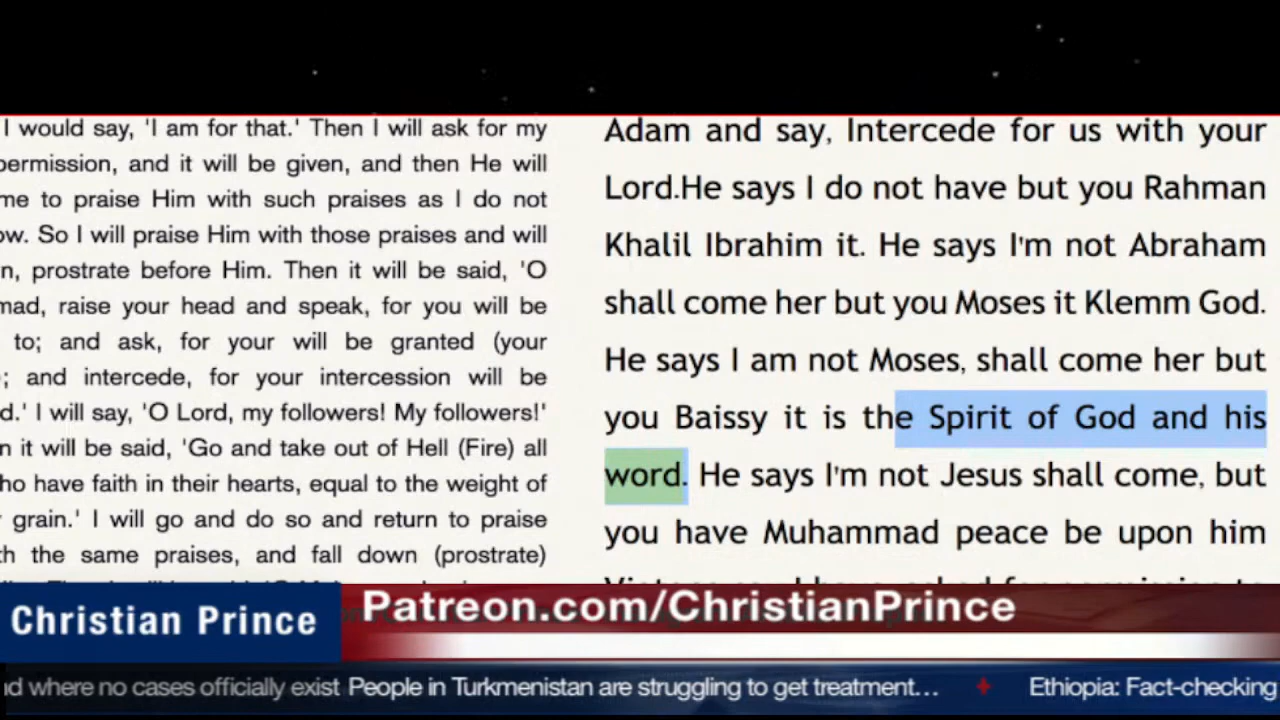 I would say, 'I am for that.' Then I will ask for my
permission, and it will be given, and then He will
me to praise Him with such praises as I do not
ow. So I will praise Him with those praises and will
n, prostrate before Him. Then it will be said, 'O
mad, raise your head and speak, for you will be
to; and ask, for your will be granted (your
; and intercede, for your intercession will be
d.' I will say, 'O Lord, my followers! My followers!'
n it will be said, 'Go and take out of Hell (Fire) all
ho have faith in their hearts, equal to the weight of
grain.' I will go and do so and return to praise
h the same praises, and fall down (prostrate)
Adam and say, Intercede for us with your
Lord.He says I do not have but you Rahman
Khalil Ibrahim it. He says I'm not Abraham
shall come her but you Moses it Klemm God.
He says I am not Moses, shall come her but
you Baissy it is the Spirit of God and his
word. He says I'm not Jesus shall come, but
you have Muhammad peace be upon him
Christian Prince
Patreon.com/ChristianPrince
nd where no cases officially exist People in Turkmenistan are struggling to get treatment... Ethiopia: Fact-checking